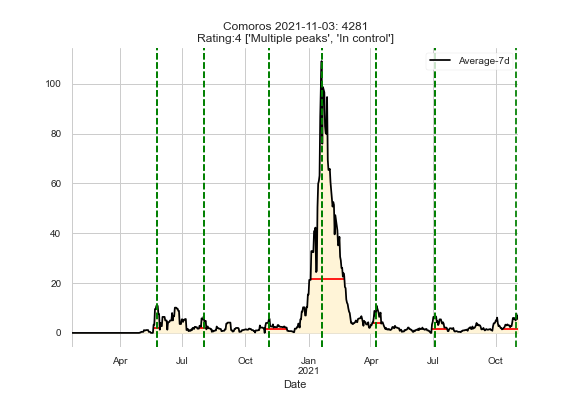 Comoros 2021-11-03: 4281
Rating:4 ['Multiple peaks', 'In control']
Average-7d
100
80
60
40
20
0
Apr
Jul
Oct
Jan
2021
Apr
Jul
Oct
Date